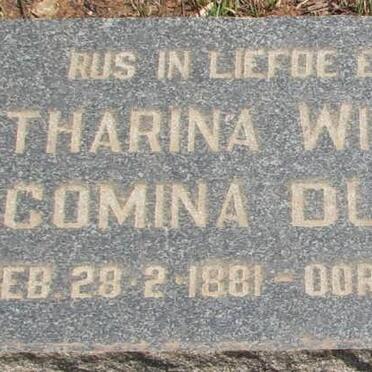 RUS IN LIEFDE E
THARINA WI
COMINA DU
EB. 28-2-1881 - OOR